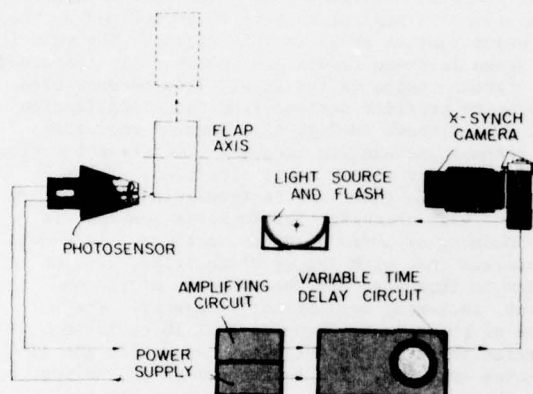 FLAP
AXIS
X-SYNCH
CAMERA
LIGHT SOURCE
AND FLASH
PHOTOSENSOR
AMPLIFYING
CIRCUIT
VARIABLE TIME
DELAY CIRCUIT
POWER
SUPPLY